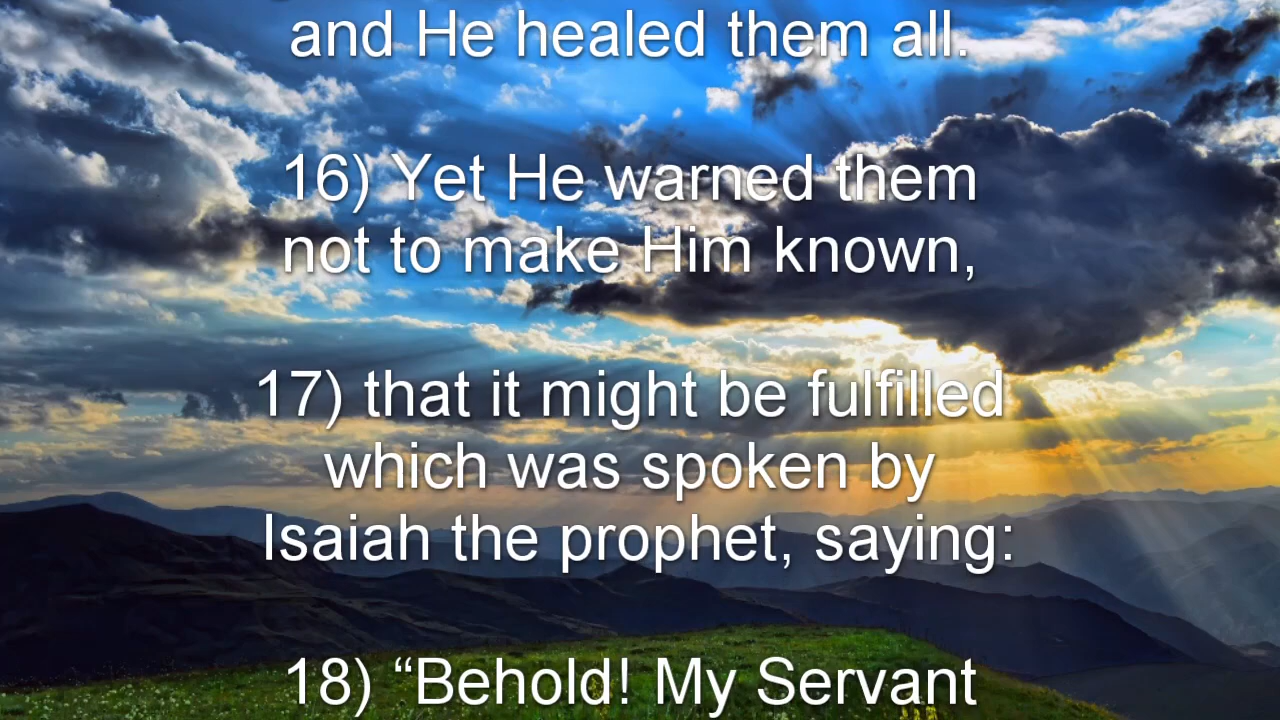 and He healed them all.
16) Yet He warned them
not to make Him known,
17) that it might be fulfilled
which was spoken by
Isaiah the prophet, saying:
18) “Behold! My Servant